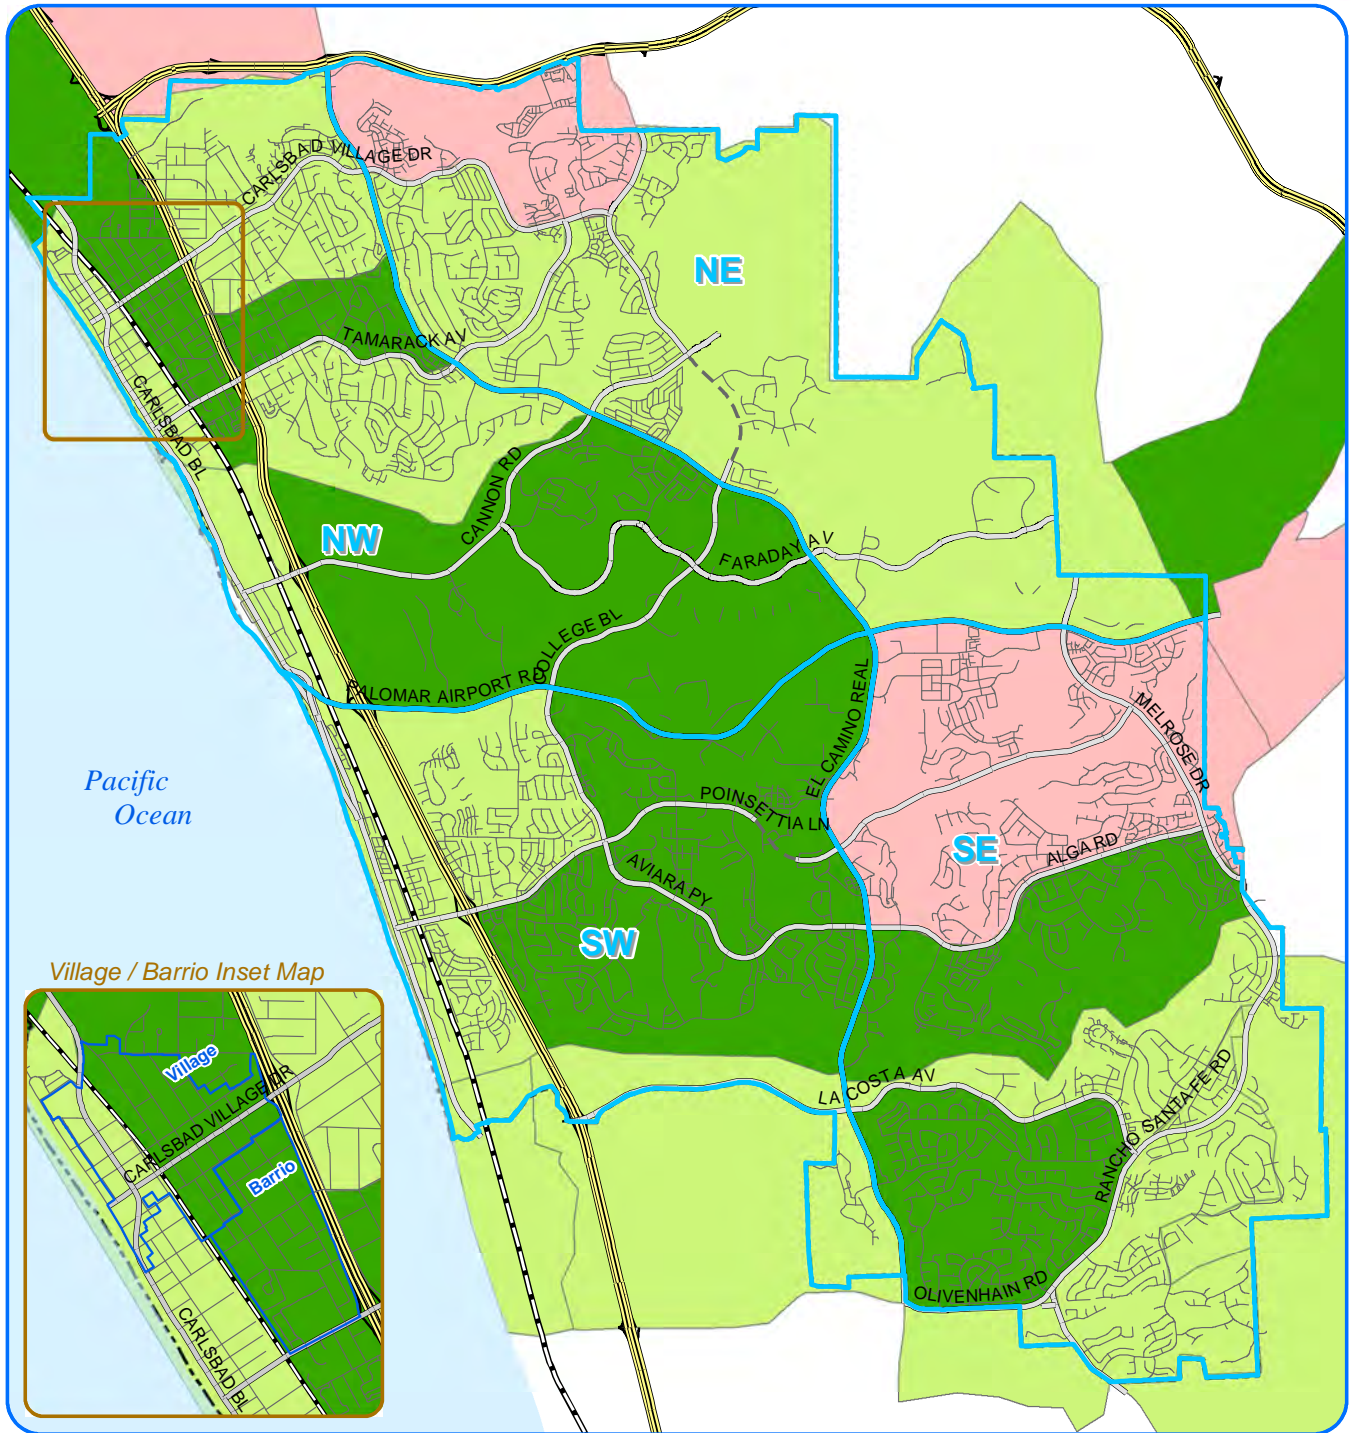 CARLSBAD VILLAGE DR
NE
TAMARACK AV
CARLSBAD BL
CANNON RD
NW
FARADAY AV
COLLEGE BL
PALOMAR AIRPORT RD
EL CAMINO REAL
MELROSE DR
Pacific
Ocean
POINSETTIA LN
SE
ALGA RD
AVIARA PY
SW
Village / Barrio Inset Map
Village
CARLSBAD VILLAGE DR
Barrio
CARLSBAD BL
LA COSTA AV
RANCHO SANTA FE RD
OLIVENHAIN RD